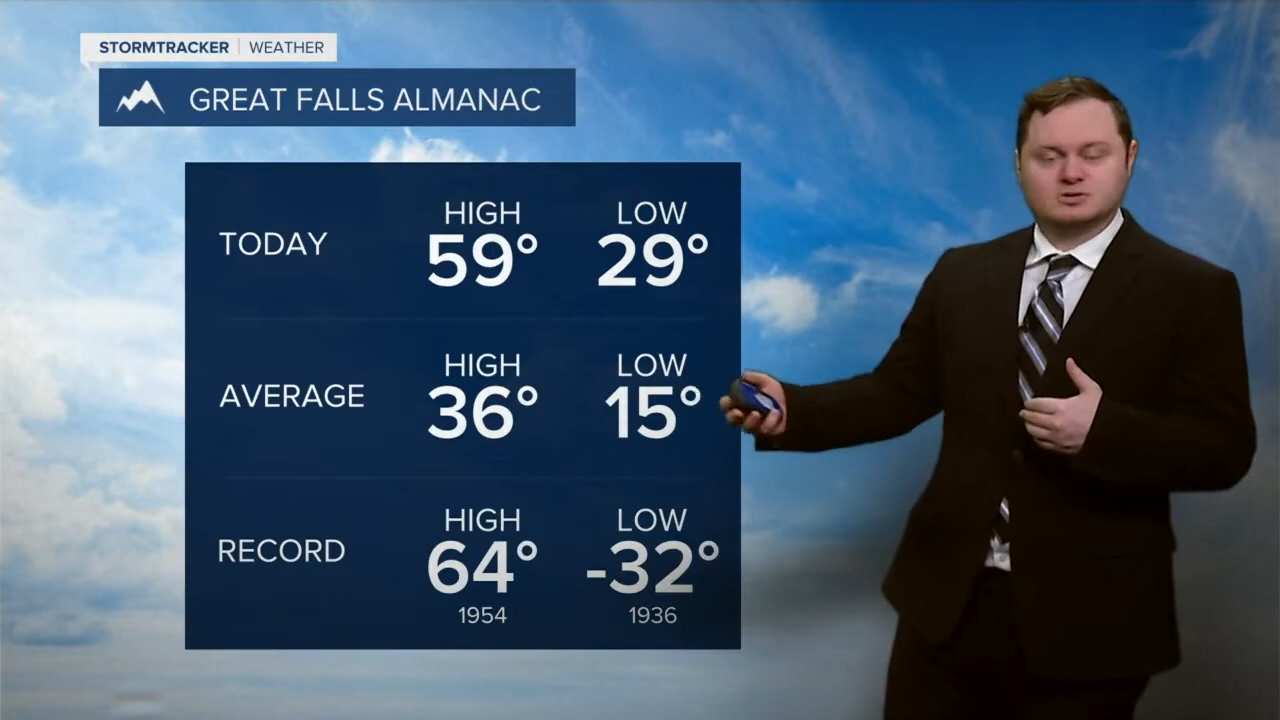 STORMTRACKER | WEATHER
GREAT FALLS ALMANAC
HIGH LOW
TODAY 59° 29°
HIGH LOW
AVERAGE 36° 15°
HIGH LOW
RECORD 64° -32°
1954 1936